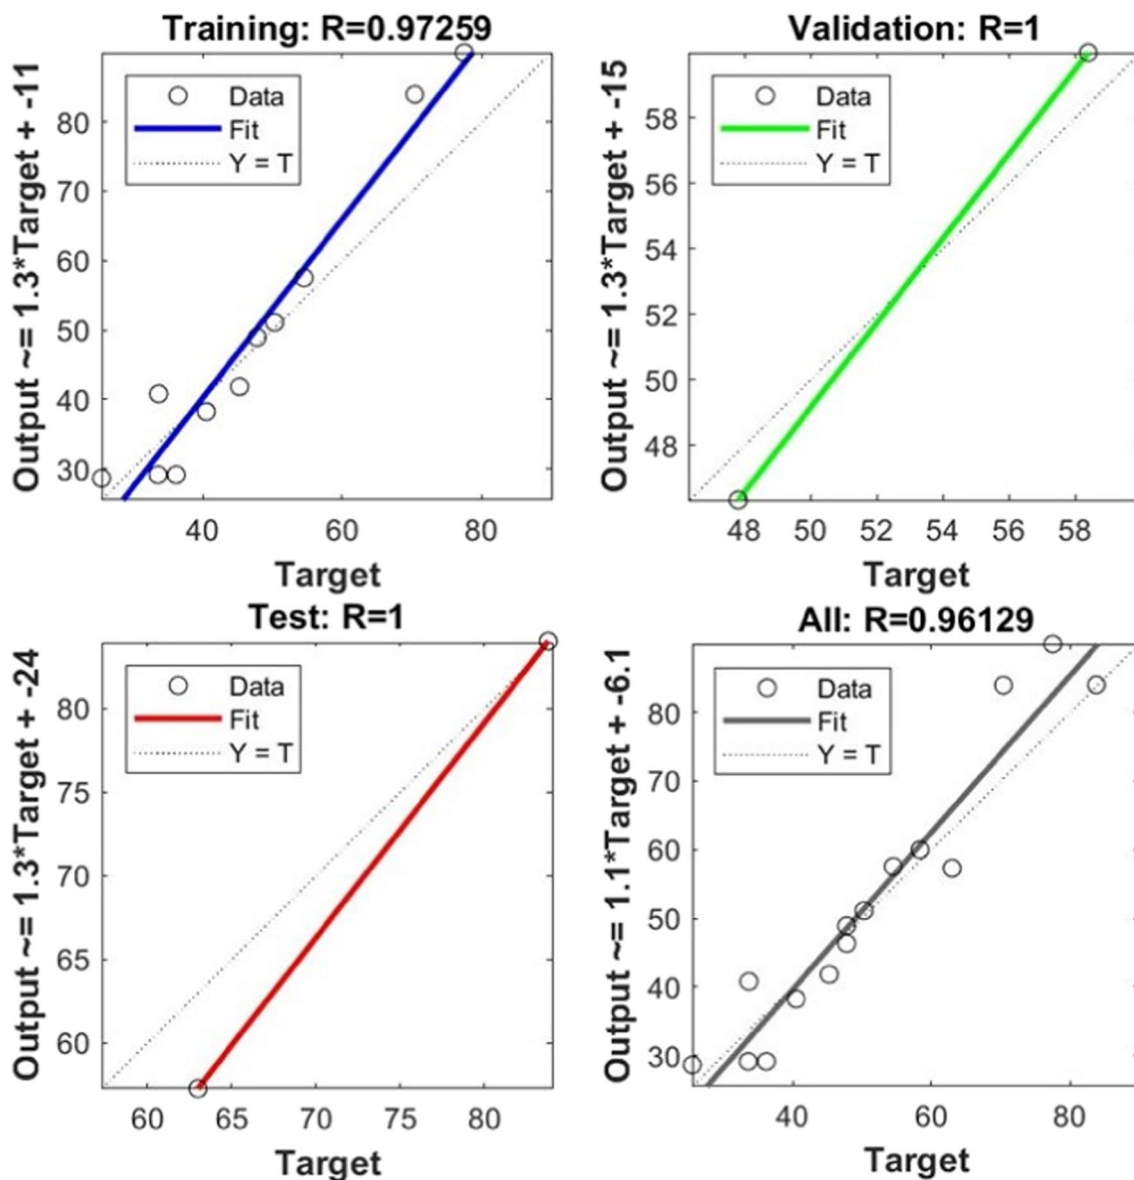 Training: R=0.97259
Output ~= 1.3*Target + -11
Data
Fit
Y = T
80
70
60
50
40
30
40 60 80
Target
Validation: R=1
Output ~= 1.3*Target + -15
Data
Fit
Y = T
58
56
54
52
50
48
48 50 52 54 56 58
Target
Test: R=1
Output ~= 1.3*Target + -24
Data
Fit
Y = T
80
75
70
65
60
60 65 70 75 80
Target
All: R=0.96129
Output ~= 1.1*Target + -6.1
Data
Fit
Y = T
80
70
60
50
40
30
40 60 80
Target